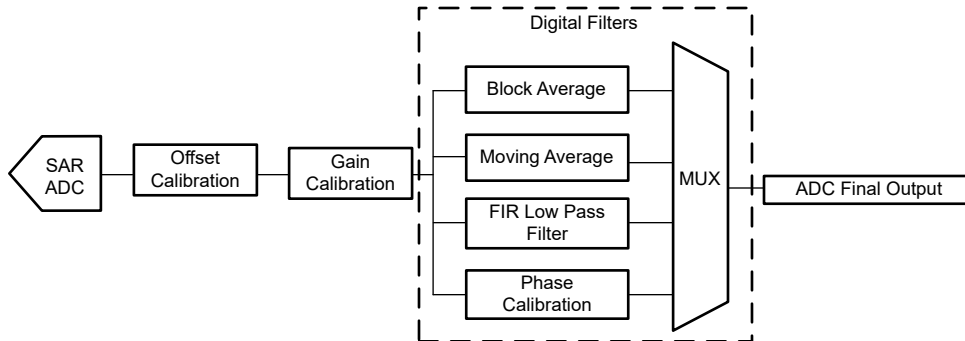 Digital Filters
SAR
ADC
Offset
Calibration
Gain
Calibration
Block Average
Moving Average
FIR Low Pass
Filter
Phase
Calibration
MUX
ADC Final Output